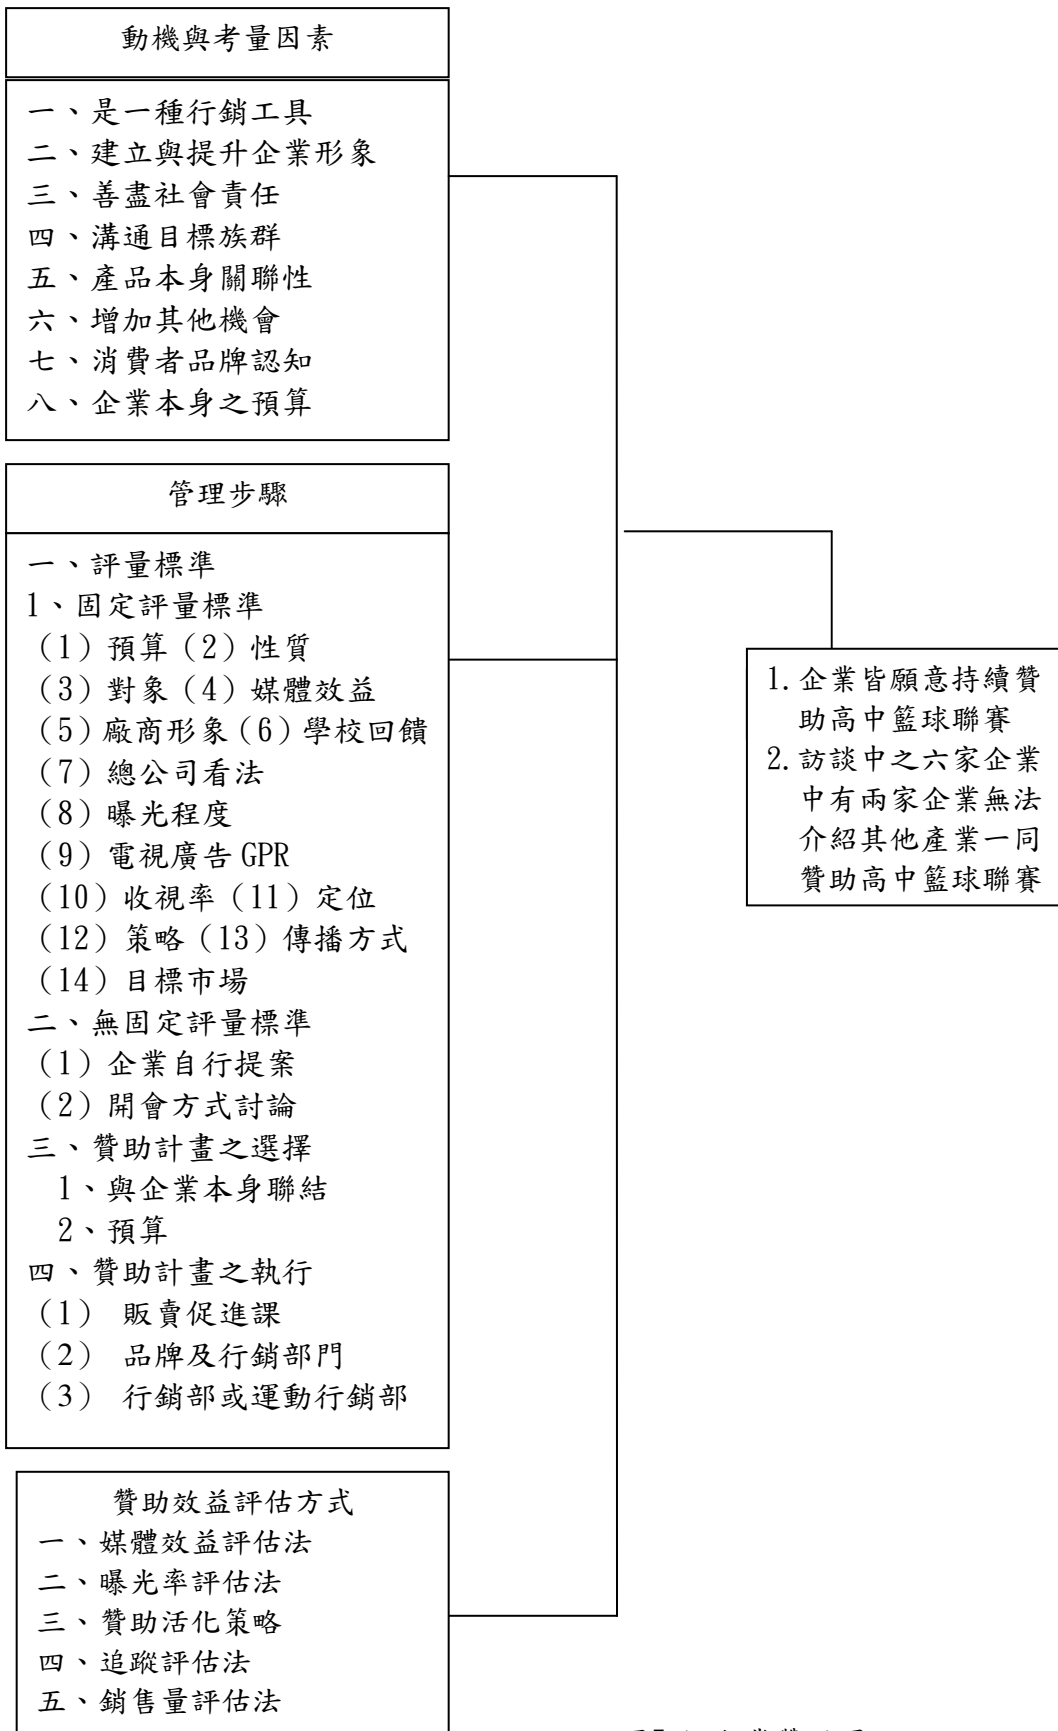 動機與考量因素
一、是一種行銷工具
二、建立與提升企業形象
三、善盡社會責任
四、溝通目標族群
五、產品本身關聯性
六、增加其他機會
七、消費者品牌認知
八、企業本身之預算
管理步驟
一、評量標準
1、固定評量標準
（1）預算（2）性質
（3）對象（4）媒體效益
（5）廠商形象（6）學校回饋
（7）總公司看法
（8）曝光程度
（9）電視廣告 GPR
（10）收視率（11）定位
（12）策略（13）傳播方式
（14）目標市場
二、無固定評量標準
（1）企業自行提案
（2）開會方式討論
三、贊助計畫之選擇
1、與企業本身聯結
2、預算
四、贊助計畫之執行
（1） 販賣促進課
（2） 品牌及行銷部門
（3） 行銷部或運動行銷部
贊助效益評估方式
一、媒體效益評估法
二、曝光率評估法
三、贊助活化策略
四、追蹤評估法
五、銷售量評估法
1. 企業皆願意持續贊
助高中籃球聯賽
2. 訪談中之六家企業
中有兩家企業無法
介紹其他產業一同
贊助高中籃球聯賽